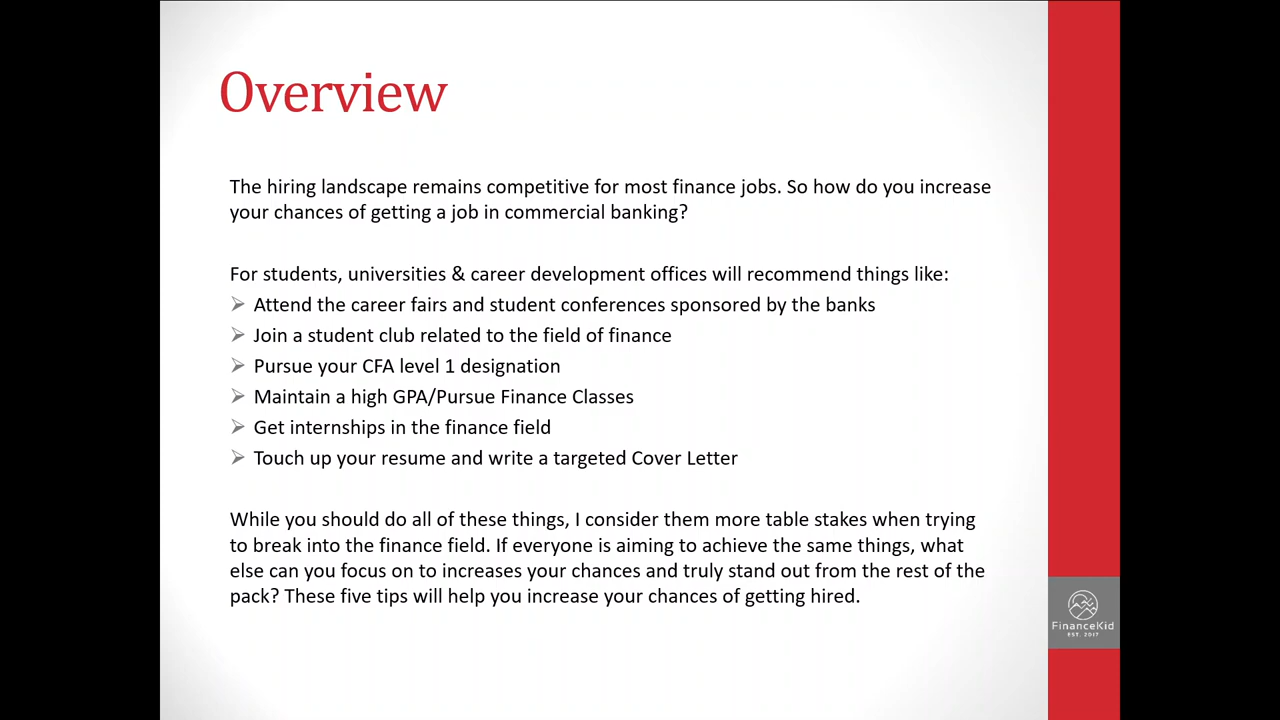 Overview
The hiring landscape remains competitive for most finance jobs. So how do you increase
your chances of getting a job in commercial banking?
For students, universities & career development offices will recommend things like:
Attend the career fairs and student conferences sponsored by the banks
Join a student club related to the field of finance
Pursue your CFA level 1 designation
Maintain a high GPA/Pursue Finance Classes
Get internships in the finance field
Touch up your resume and write a targeted Cover Letter
While you should do all of these things, I consider them more table stakes when trying
to break into the finance field. If everyone is aiming to achieve the same things, what
else can you focus on to increases your chances and truly stand out from the rest of the
pack? These five tips will help you increase your chances of getting hired.
FinanceKid
EST. 2017